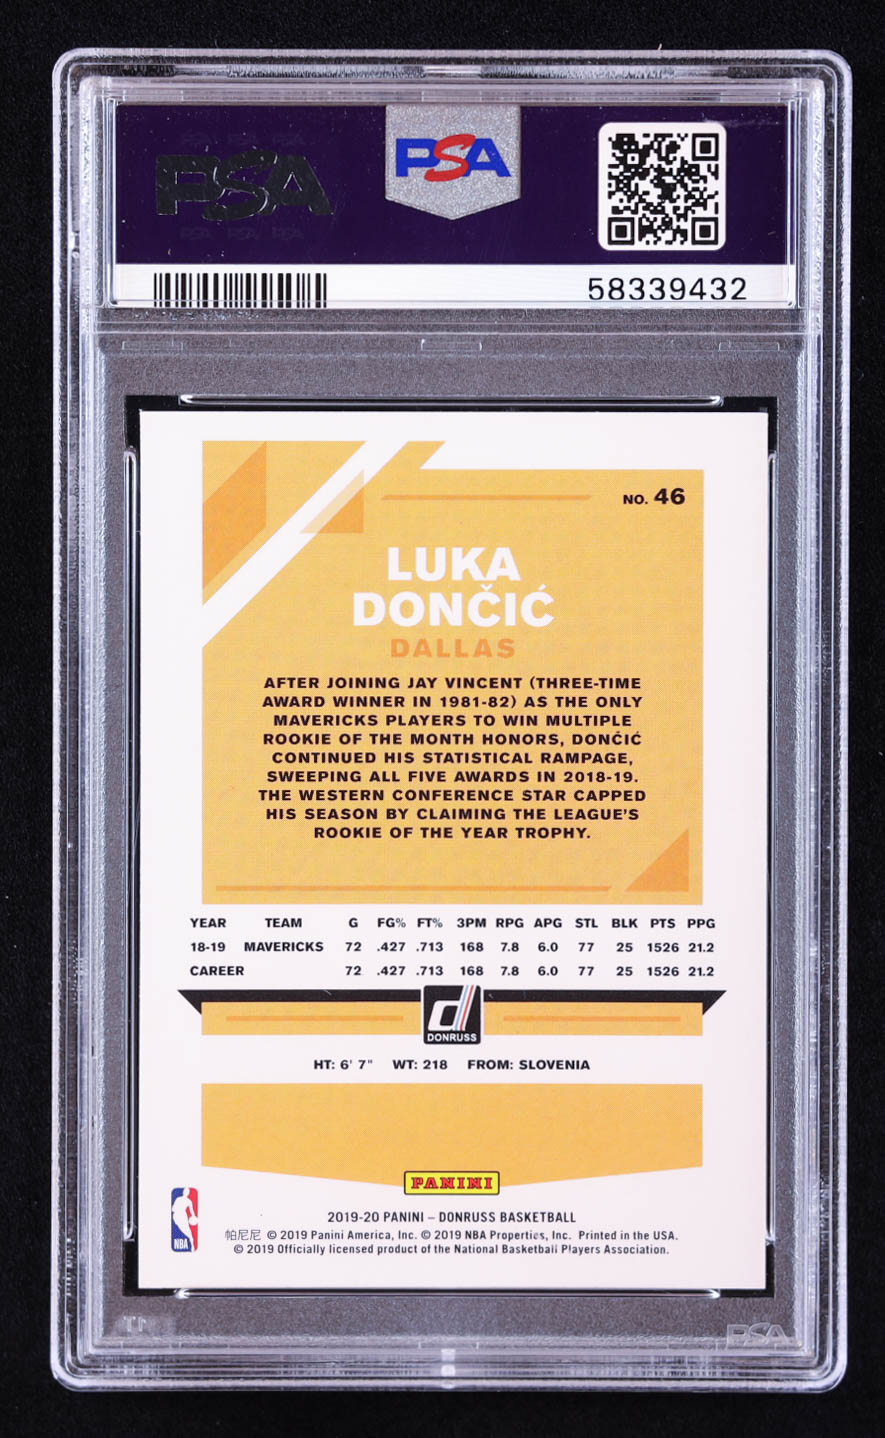 PSA
PSA
58339432
NO. 46
LUKA
DONČIĆ
DALLAS
AFTER JOINING JAY VINCENT (THREE-TIME
AWARD WINNER IN 1981-82) AS THE ONLY
MAVERICKS PLAYERS TO WIN MULTIPLE
ROOKIE OF THE MONTH HONORS, DONČIĆ
CONTINUED HIS STATISTICAL RAMPAGE,
SWEEPING ALL FIVE AWARDS IN 2018-19.
THE WESTERN CONFERENCE STAR CAPPED
HIS SEASON BY CLAIMING THE LEAGUE'S
ROOKIE OF THE YEAR TROPHY.
YEAR TEAM G FG% FT% 3PM RPG APG STL BLK PTS PPG
18-19 MAVERICKS 72 .427 .713 168 7.8 6.0 77 25 1526 21.2
CAREER 72 .427 .713 168 7.8 6.0 77 25 1526 21.2
d
DONRUSS
HT: 6' 7" WT: 218 FROM: SLOVENIA
PANINI
NBA
2019-20 PANINI – DONRUSS BASKETBALL
帕尼尼 © 2019 Panini America, Inc. © 2019 NBA Properties, Inc. Printed in the USA.
© 2019 Officially licensed product of the National Basketball Players Association.
PSA